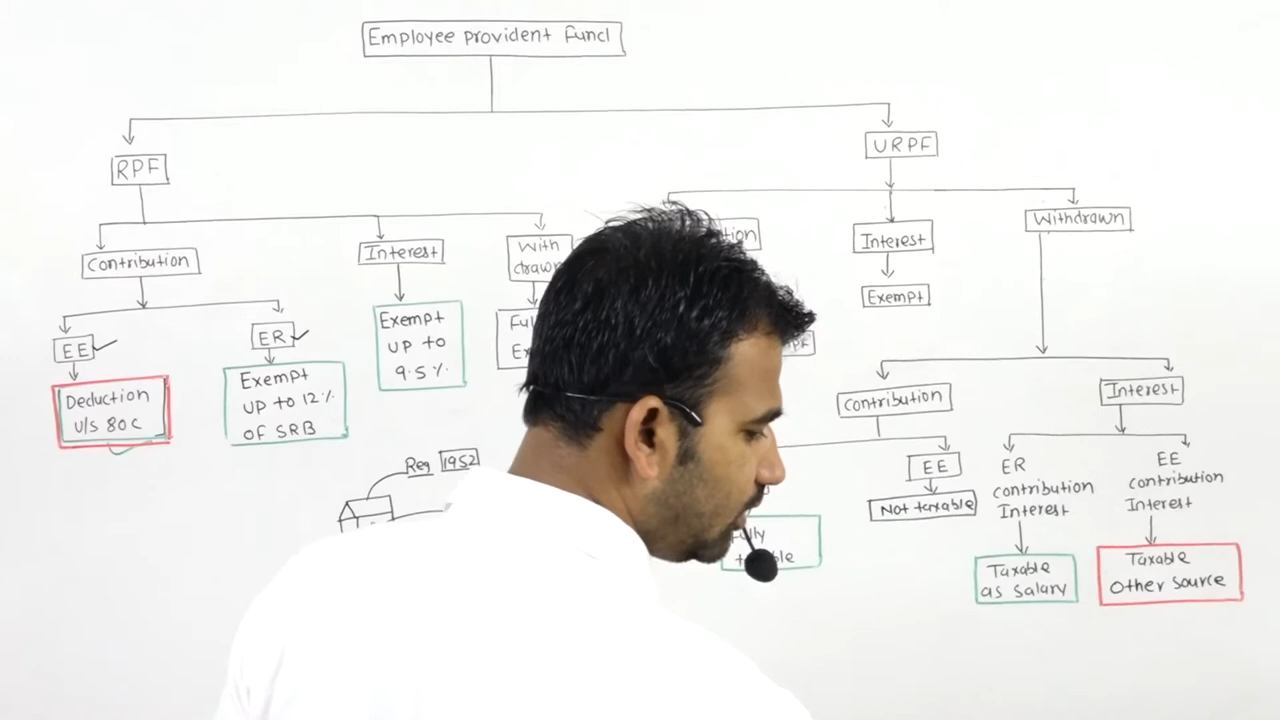 Employee provident Fund
RPF
URPF
Contribution
Interest
With
drawn
Interest
Withdrawn
EE
ER
Exempt
UP to
9.5 %.
Exempt
Deduction
U/S 80C
Exempt
UP TO 12 %
OF SRB
Contribution
Interest
Reg 1952
EE
Not taxable
ER
contribution
Interest
EE
contribution
Interest
Fully
Taxable
as salary
Taxable
Other source